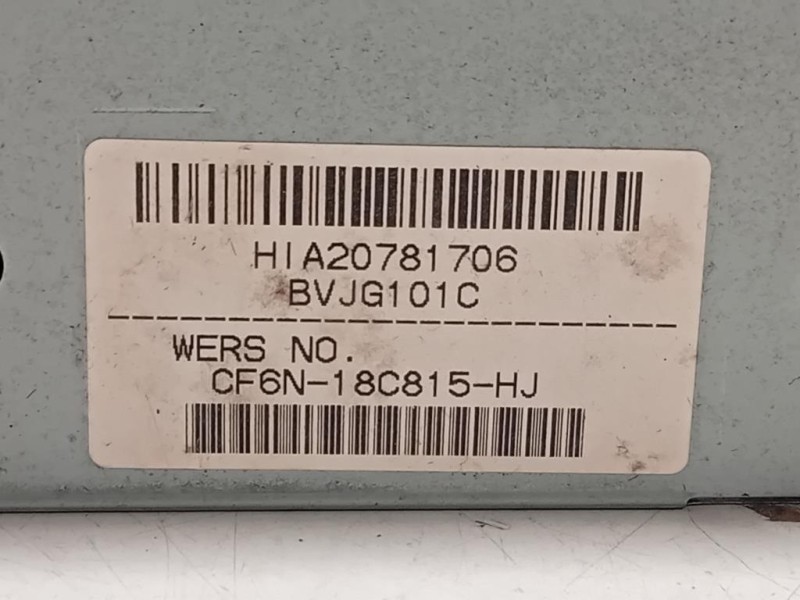 HIA20781706
BVJG101C
WERS NO.
CF6N-18C815-HJ